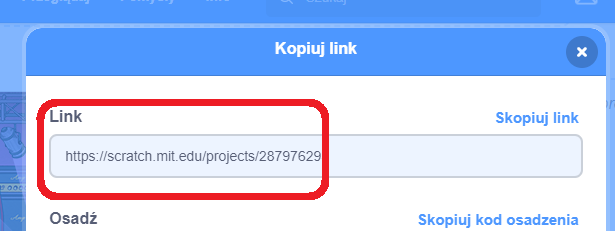 Kopiuj link
Link
Skopiuj link
https://scratch.mit.edu/projects/28797629
Osadź
Skopiuj kod osadzenia